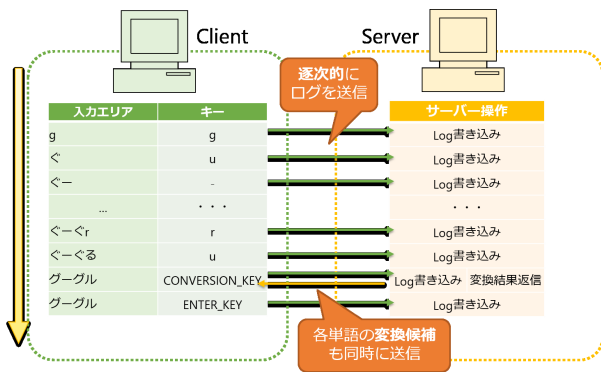 Client
Server
逐次的に
ログを送信
入力エリア キー サーバー操作
g g Log書き込み
ぐ u Log書き込み
ぐー - Log書き込み
... ・・・ ・・・
ぐーぐr r Log書き込み
ぐーぐる u Log書き込み
グーグル CONVERSION_KEY Log書き込み 変換結果返信
グーグル ENTER_KEY Log書き込み
各単語の変換候補
も同時に送信